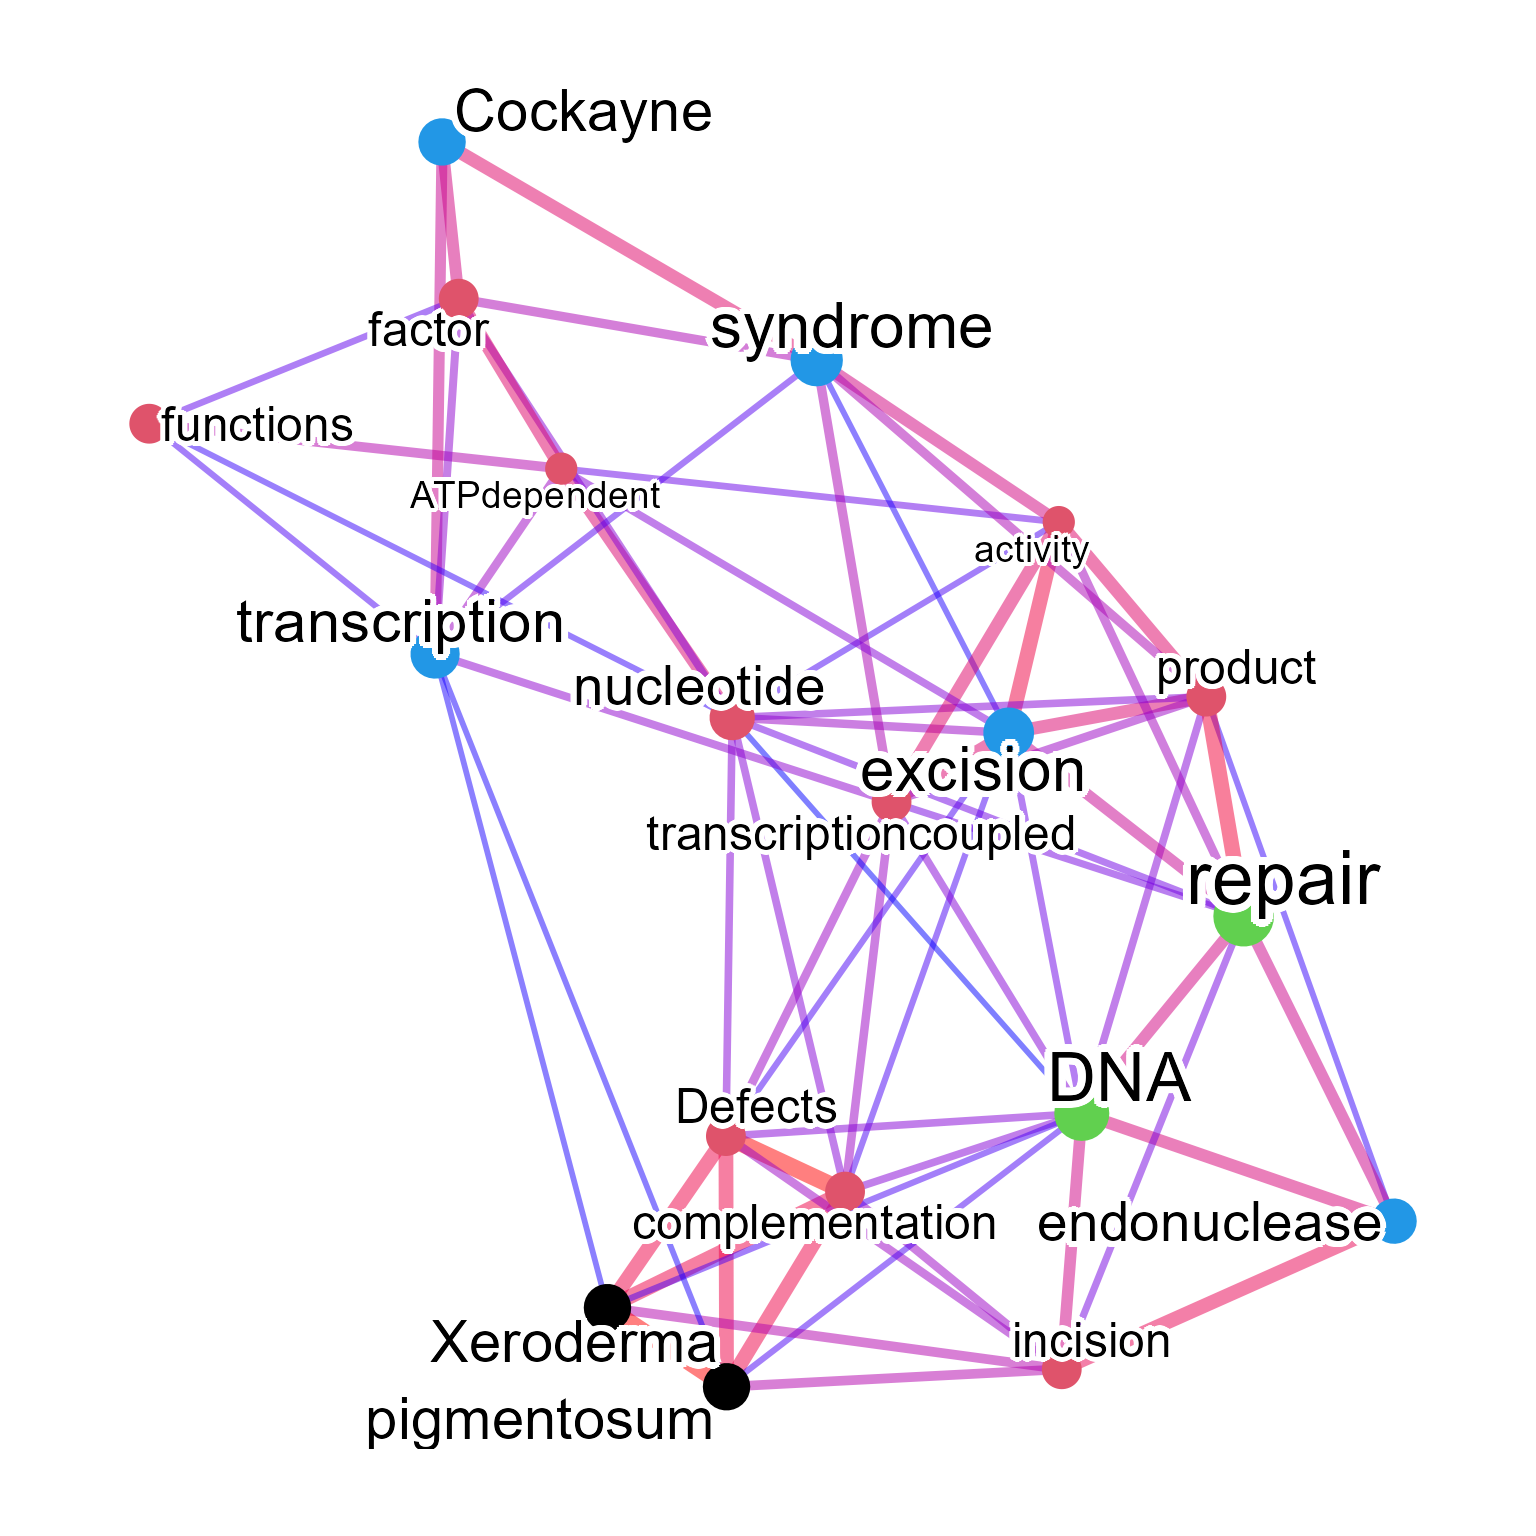 Cockayne
syndrome
factor
functions
ATPdependent
activity
transcription
product
nucleotide
excision
transcriptioncoupled
repair
DNA
Defects
complementation
endonuclease
incision
Xeroderma
pigmentosum